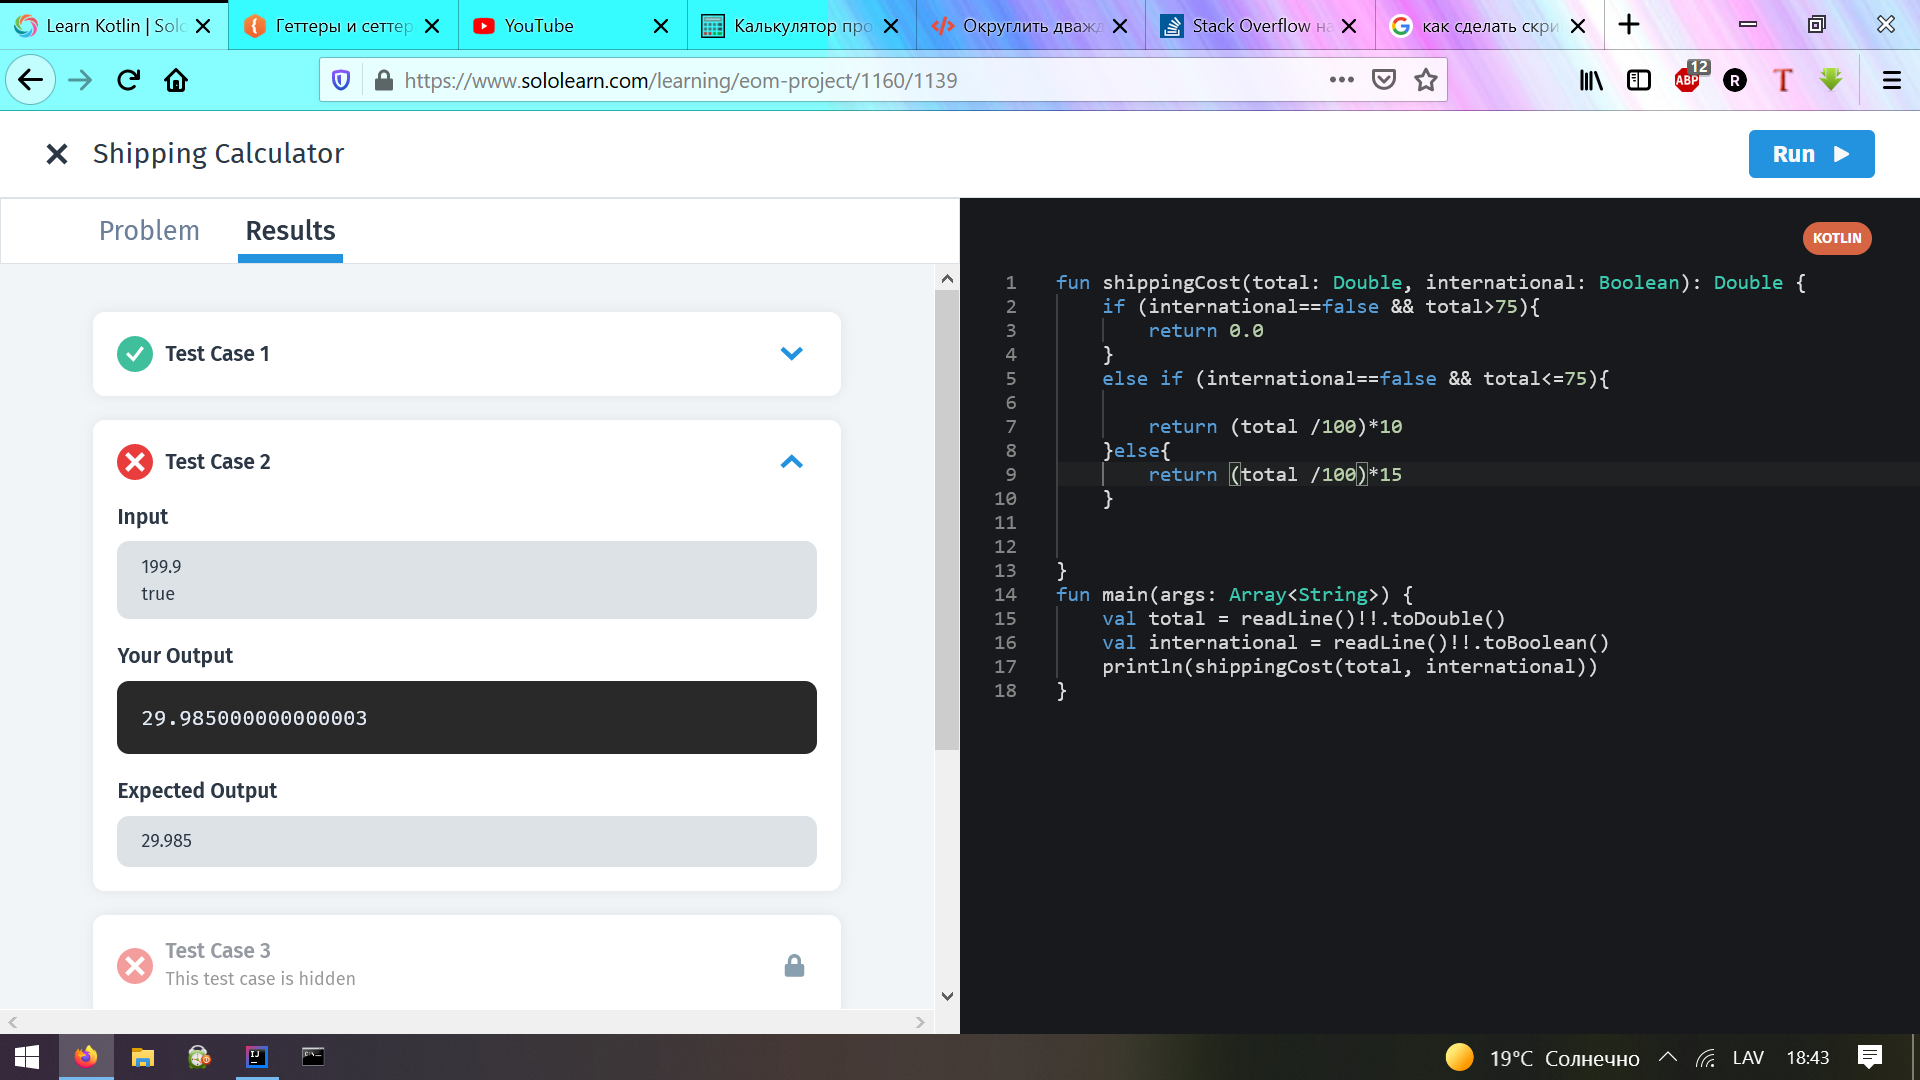 Learn Kotlin | Solo
Геттеры и сеттер
YouTube
Калькулятор про
Округлить дважд
Stack Overflow на
как сделать скри
https://www.sololearn.com/learning/eom-project/1160/1139
ABP
12
R
T
Shipping Calculator
Run
Problem
Results
Test Case 1
Test Case 2
Input
199.9
true
Your Output
29.985000000000003
Expected Output
29.985
Test Case 3
This test case is hidden
KOTLIN
1 fun shippingCost(total: Double, international: Boolean): Double {
2 if (international==false && total>75){
3 return 0.0
4 }
5 else if (international==false && total<=75){
6
7 return (total /100)*10
8 }else{
9 return (total /100)*15
10 }
11
12
13 }
14 fun main(args: Array<String>) {
15 val total = readLine()!!.toDouble()
16 val international = readLine()!!.toBoolean()
17 println(shippingCost(total, international))
18 }
IJ
19°C Солнечно
LAV
18:43